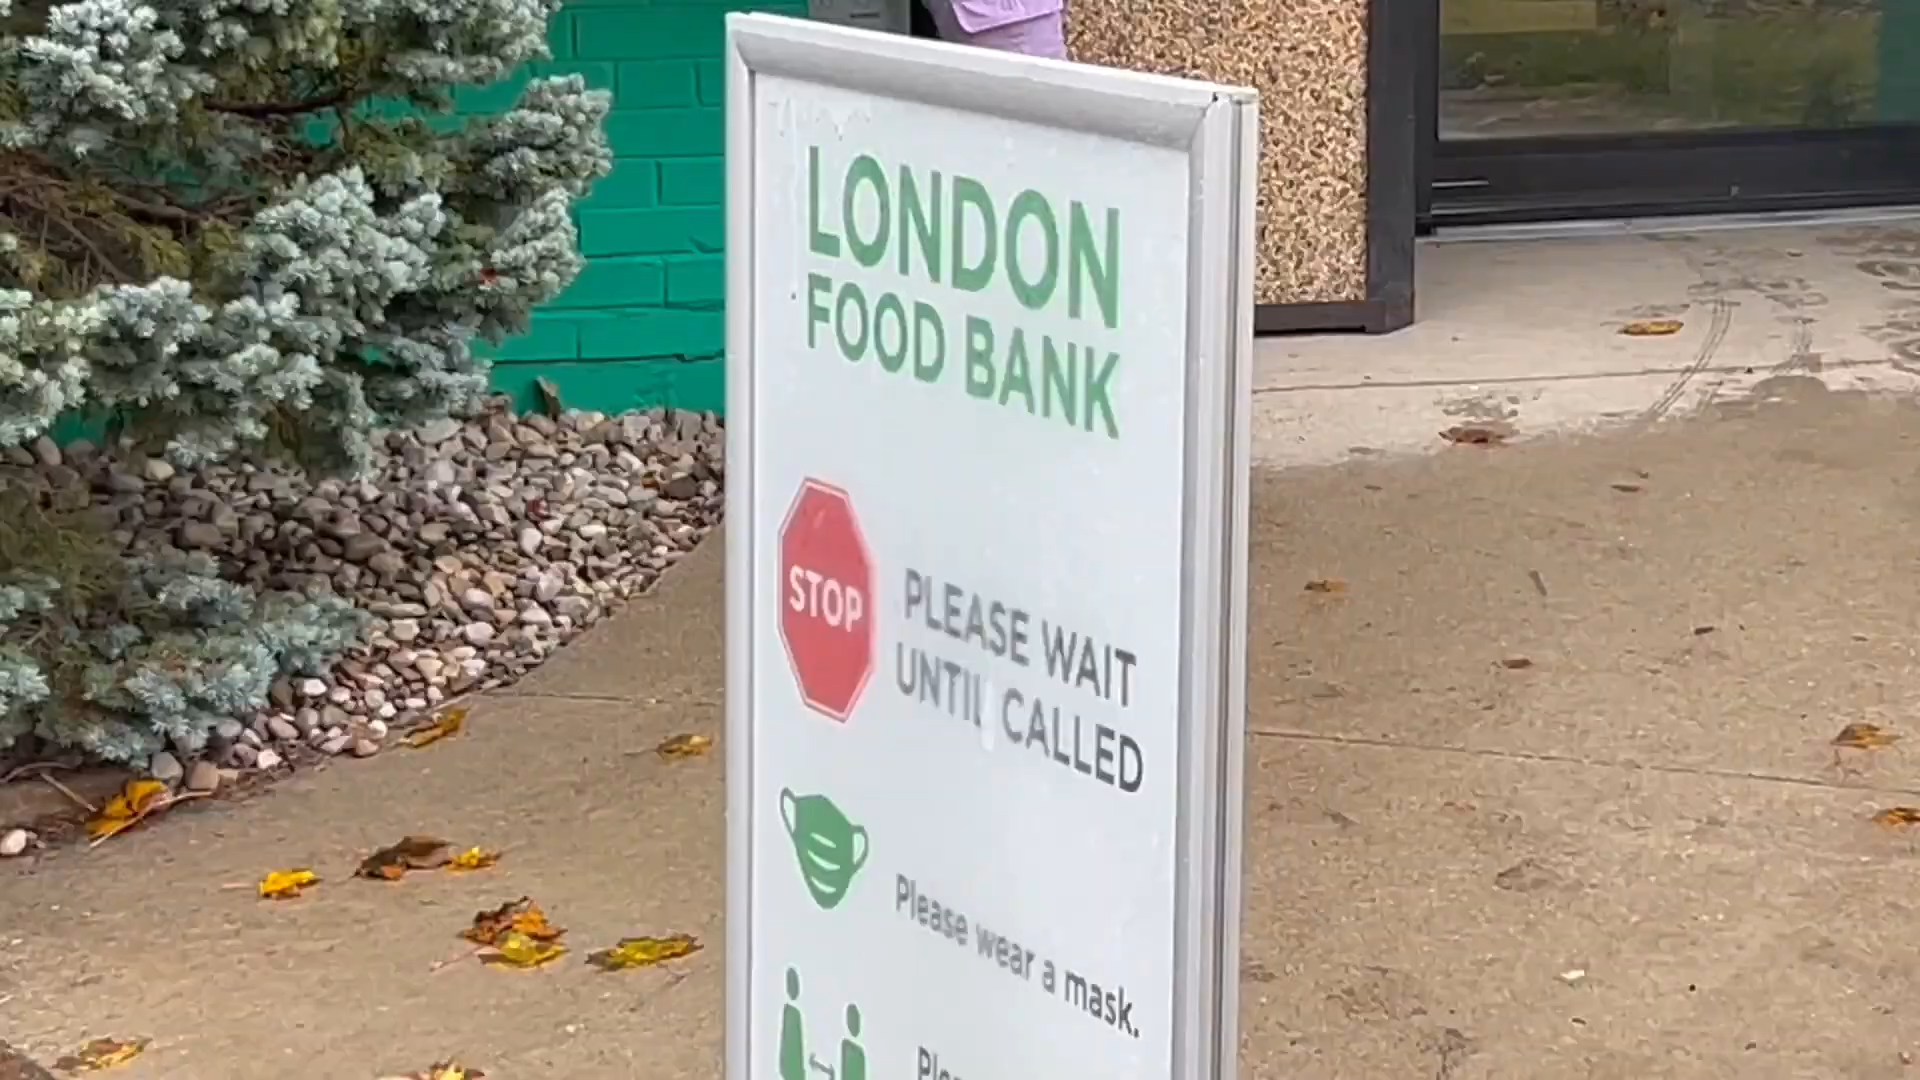 LONDON
FOOD BANK
STOP
PLEASE WAIT
UNTIL CALLED
Please wear a mask.